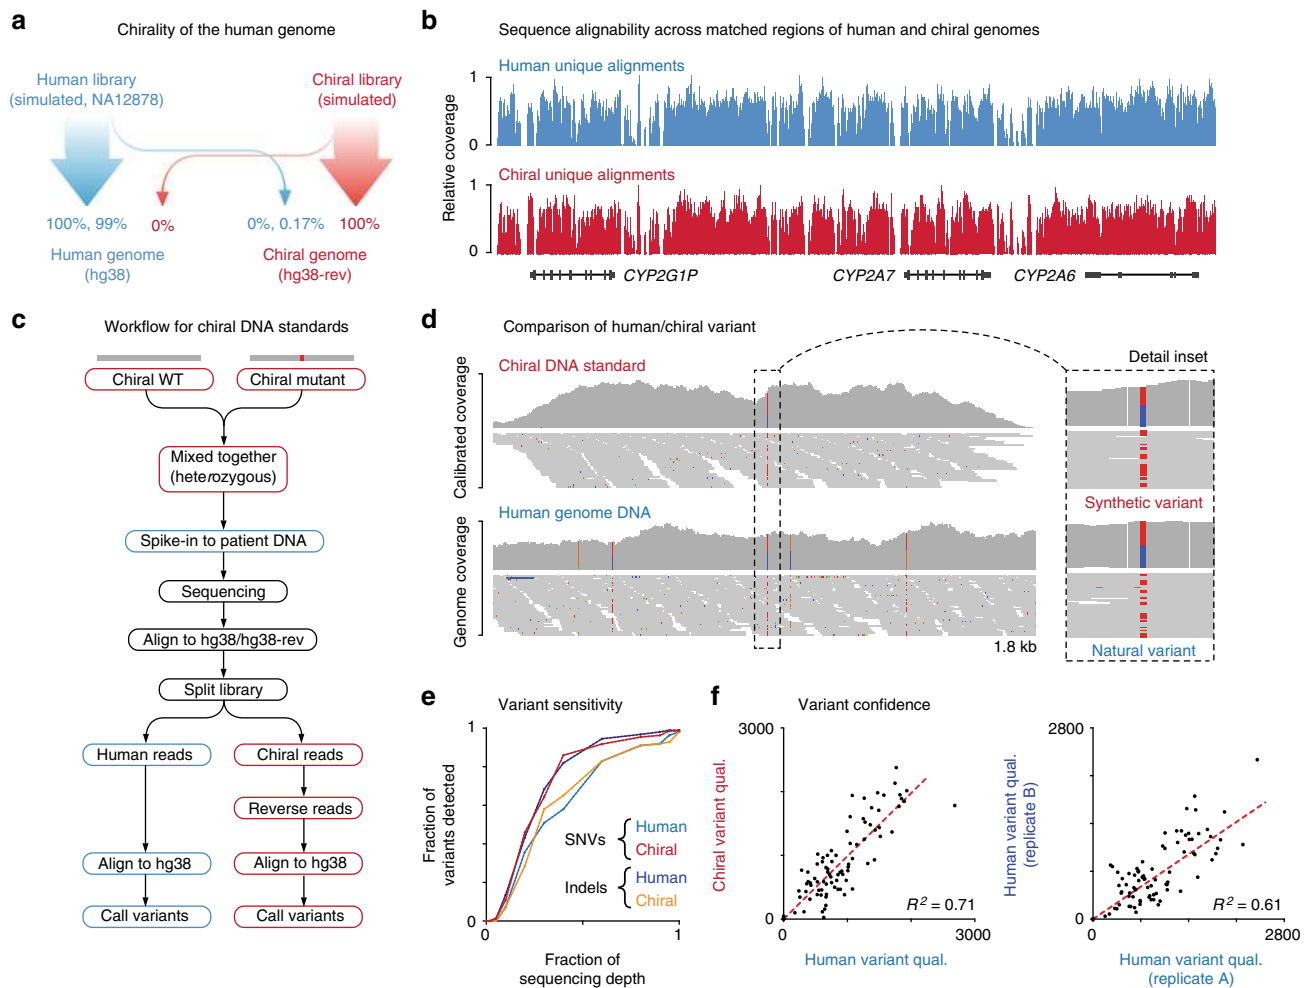 a
Chirality of the human genome
Human library
(simulated, NA12878)
Chiral library
(simulated)
100%, 99%
0%
0%, 0.17%
100%
Human genome
(hg38)
Chiral genome
(hg38-rev)
b
Sequence alignability across matched regions of human and chiral genomes
Human unique alignments
1
0
Chiral unique alignments
1
0
Relative coverage
CYP2G1P
CYP2A7
CYP2A6
c
Workflow for chiral DNA standards
Chiral WT
Chiral mutant
Mixed together
(heterozygous)
Spike-in to patient DNA
Sequencing
Align to hg38/hg38-rev
Split library
Human reads
Chiral reads
Reverse reads
Align to hg38
Align to hg38
Call variants
Call variants
d
Comparison of human/chiral variant
Chiral DNA standard
Calibrated coverage
Human genome DNA
Genome coverage
1.8 kb
Detail inset
Synthetic variant
Natural variant
e
Variant sensitivity
1
0
Fraction of
variants detected
SNVs
Human
Chiral
Indels
Human
Chiral
0
1
Fraction of
sequencing depth
f
Variant confidence
3000
Chiral variant qual.
0
R² = 0.71
0
3000
Human variant qual.
2800
Human variant qual.
(replicate B)
0
R² = 0.61
0
2800
Human variant qual.
(replicate A)